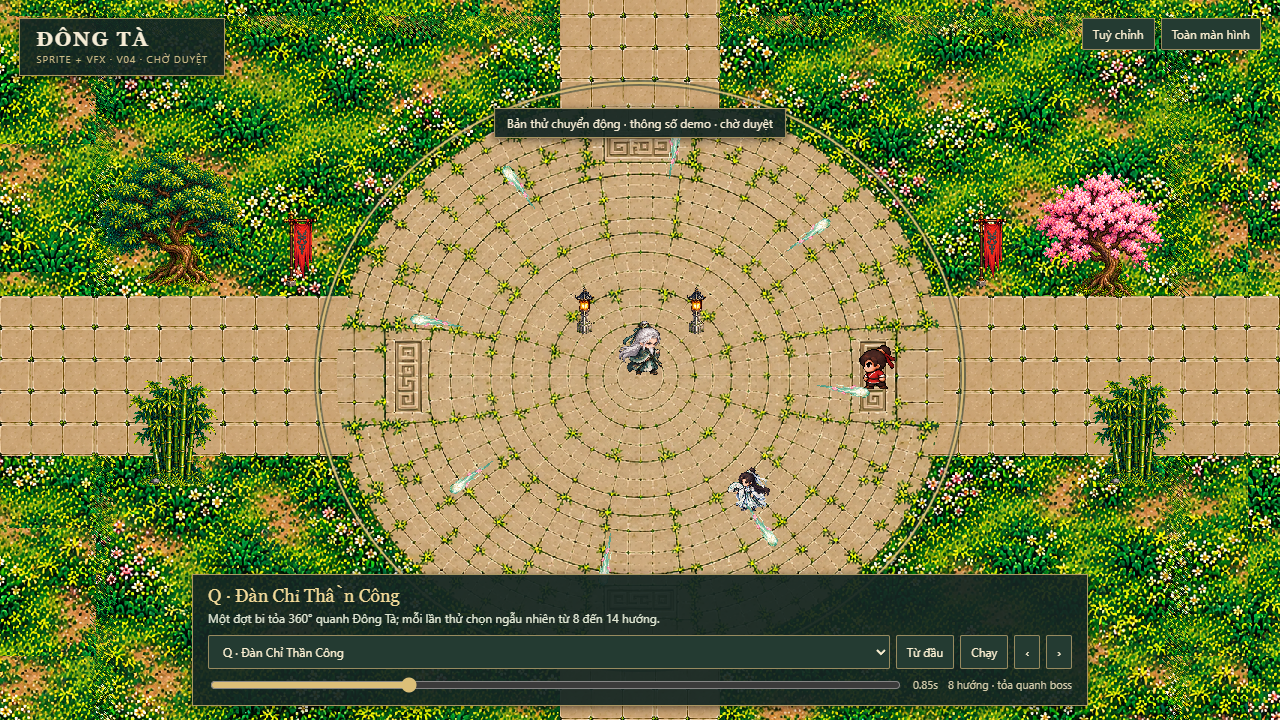 ĐÔNG TÀ
SPRITE + VFX · V04 · CHỜ DUYỆT
Tuỳ chỉnh
Toàn màn hình
Bản thử chuyển động · thông số demo · chờ duyệt
Q · Đàn Chỉ Thần Công
Một đợt bi tỏa 360° quanh Đông Tà; mỗi lần thử chọn ngẫu nhiên từ 8 đến 14 hướng.
Q · Đàn Chỉ Thần Công
Từ đầu
Chạy
‹
›
0.85s
8 hướng · tỏa quanh boss